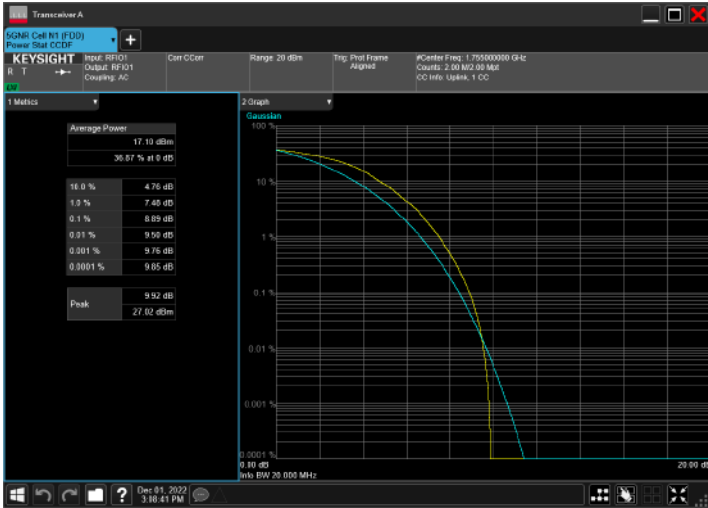 Transceiver A
5GNR Cell N1 (FDD)
Power Stat CCDF
KEYSIGHT
R T
Input: RFIO1
Output: RFIO1
Coupling: AC
Corr CCorr
Range: 20 dBm
Trig: Prot Frame
Aligned
#Center Freq: 1.755000000 GHz
Counts: 2.00 M/2.00 Mpt
CC Info: Uplink, 1 CC
1 Metrics
Average Power
17.10 dBm
36.87 % at 0 dB
10.0 % 4.76 dB
1.0 % 7.46 dB
0.1 % 8.89 dB
0.01 % 9.50 dB
0.001 % 9.76 dB
0.0001 % 9.85 dB
Peak 9.92 dB
27.02 dBm
2 Graph
Gaussian
100 %
10 %
1 %
0.1 %
0.01 %
0.001 %
0.0001 %
0.00 dB
20.00 dB
Info BW 20.000 MHz
?
Dec 01, 2022
3:08:41 PM